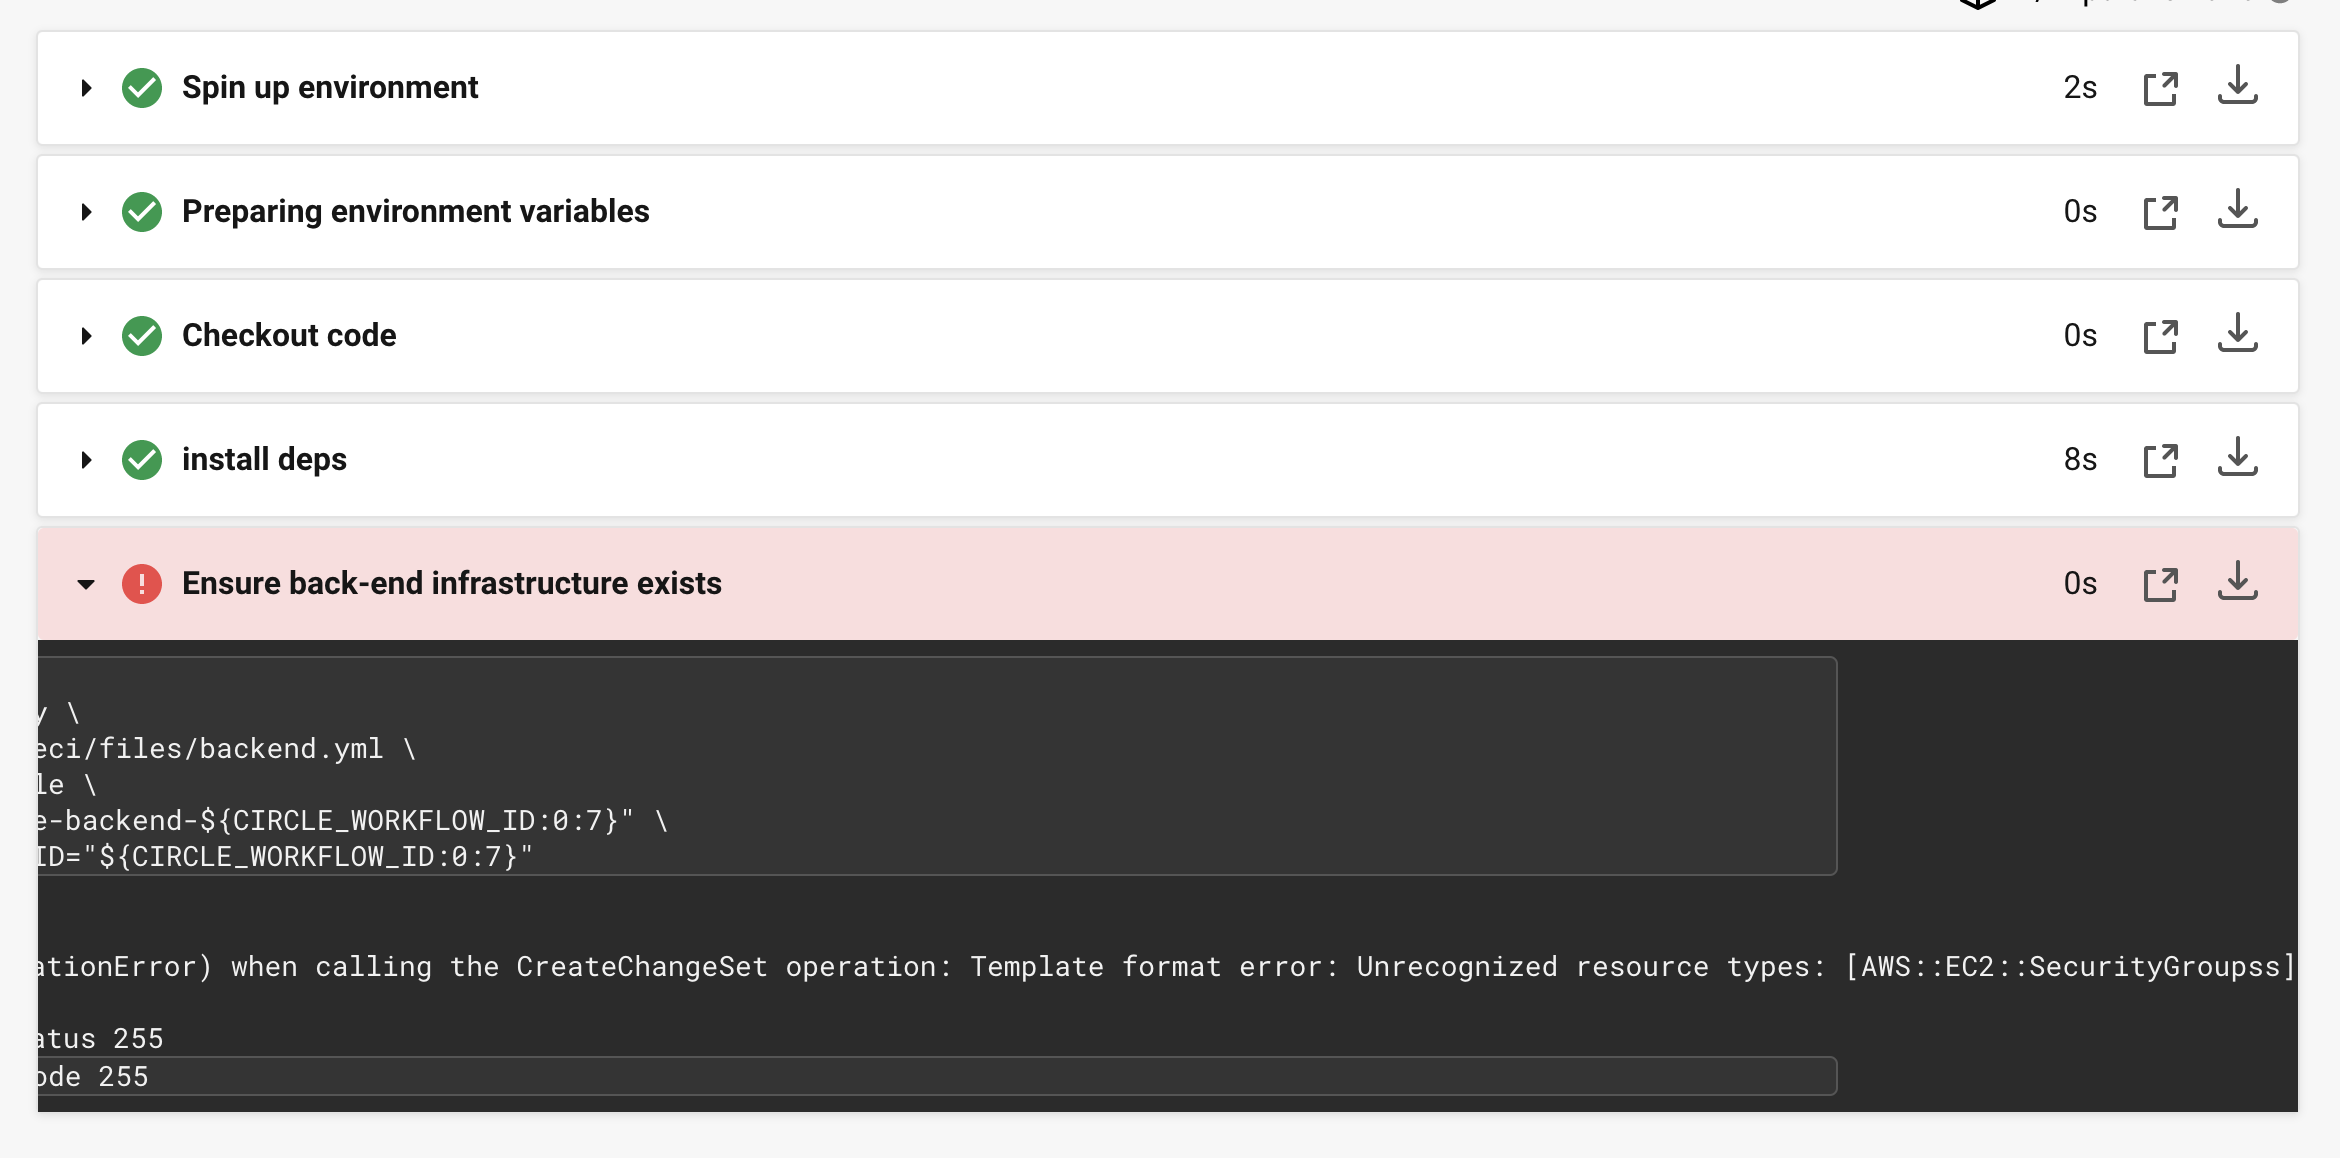 Spin up environment 2s
Preparing environment variables 0s
Checkout code 0s
install deps 8s
Ensure back-end infrastructure exists 0s
y \
eci/files/backend.yml \
le \
e-backend-${CIRCLE_WORKFLOW_ID:0:7}" \
ID="${CIRCLE_WORKFLOW_ID:0:7}"
ationError) when calling the CreateChangeSet operation: Template format error: Unrecognized resource types: [AWS::EC2::SecurityGroupss]
atus 255
ode 255